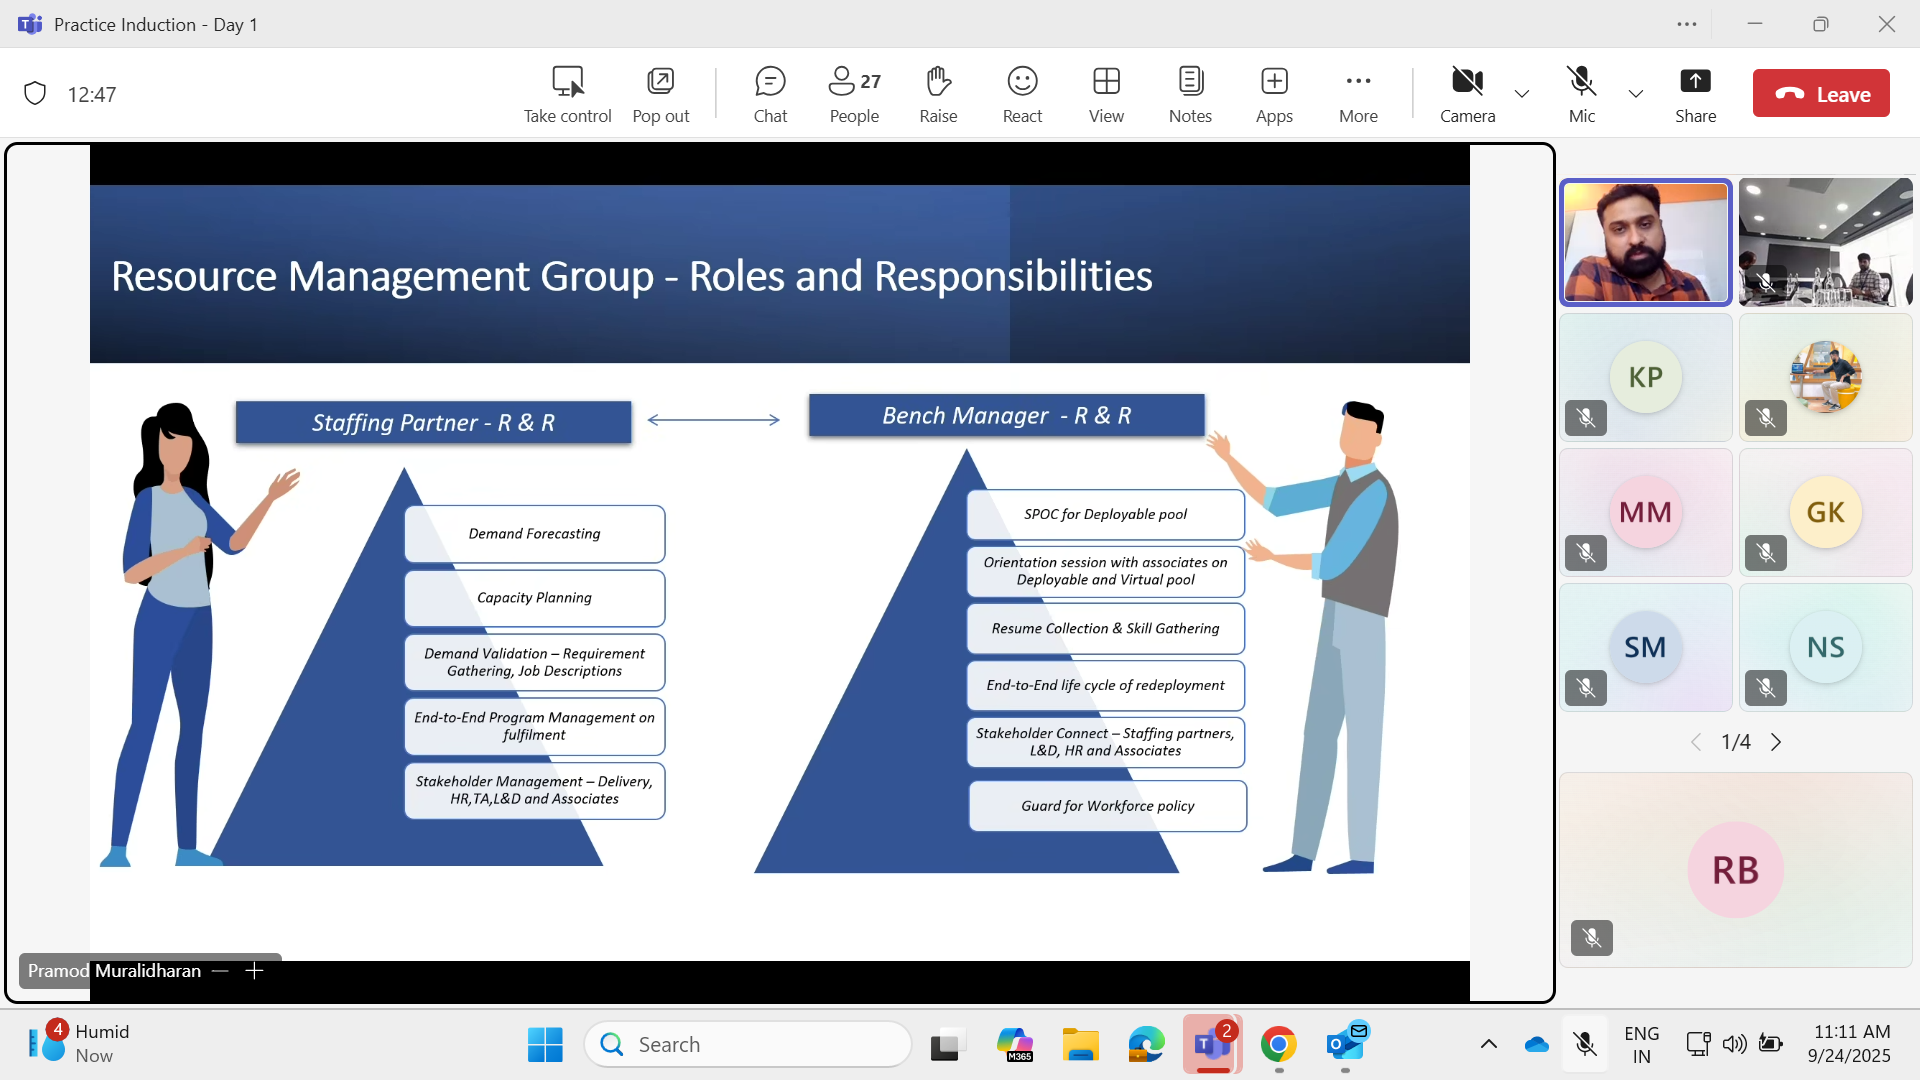 Practice Induction - Day 1
12:47
Take control
Pop out
Chat
27
People
Raise
React
View
Notes
Apps
More
Camera
Mic
Share
Leave
Resource Management Group - Roles and Responsibilities
Staffing Partner - R & R
Bench Manager - R & R
Demand Forecasting
Capacity Planning
Demand Validation – Requirement
Gathering, Job Descriptions
End-to-End Program Management on
fulfilment
Stakeholder Management – Delivery,
HR,TA,L&D and Associates
SPOC for Deployable pool
Orientation session with associates on
Deployable and Virtual pool
Resume Collection & Skill Gathering
End-to-End life cycle of redeployment
Stakeholder Connect – Staffing partners,
L&D, HR and Associates
Guard for Workforce policy
Pramod Muralidharan
KP
MM
GK
SM
NS
1/4
RB
4
Humid
Now
Search
M365
2
T
O
ENG
IN
11:11 AM
9/24/2025